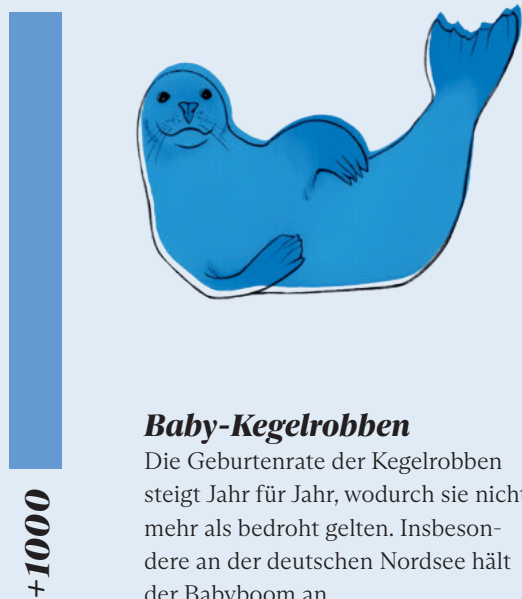 Baby-Kegelrobben
Die Geburtenrate der Kegelrobben
steigt Jahr für Jahr, wodurch sie nicht
mehr als bedroht gelten. Insbeson-
dere an der deutschen Nordsee hält
der Babyboom an.
+1000